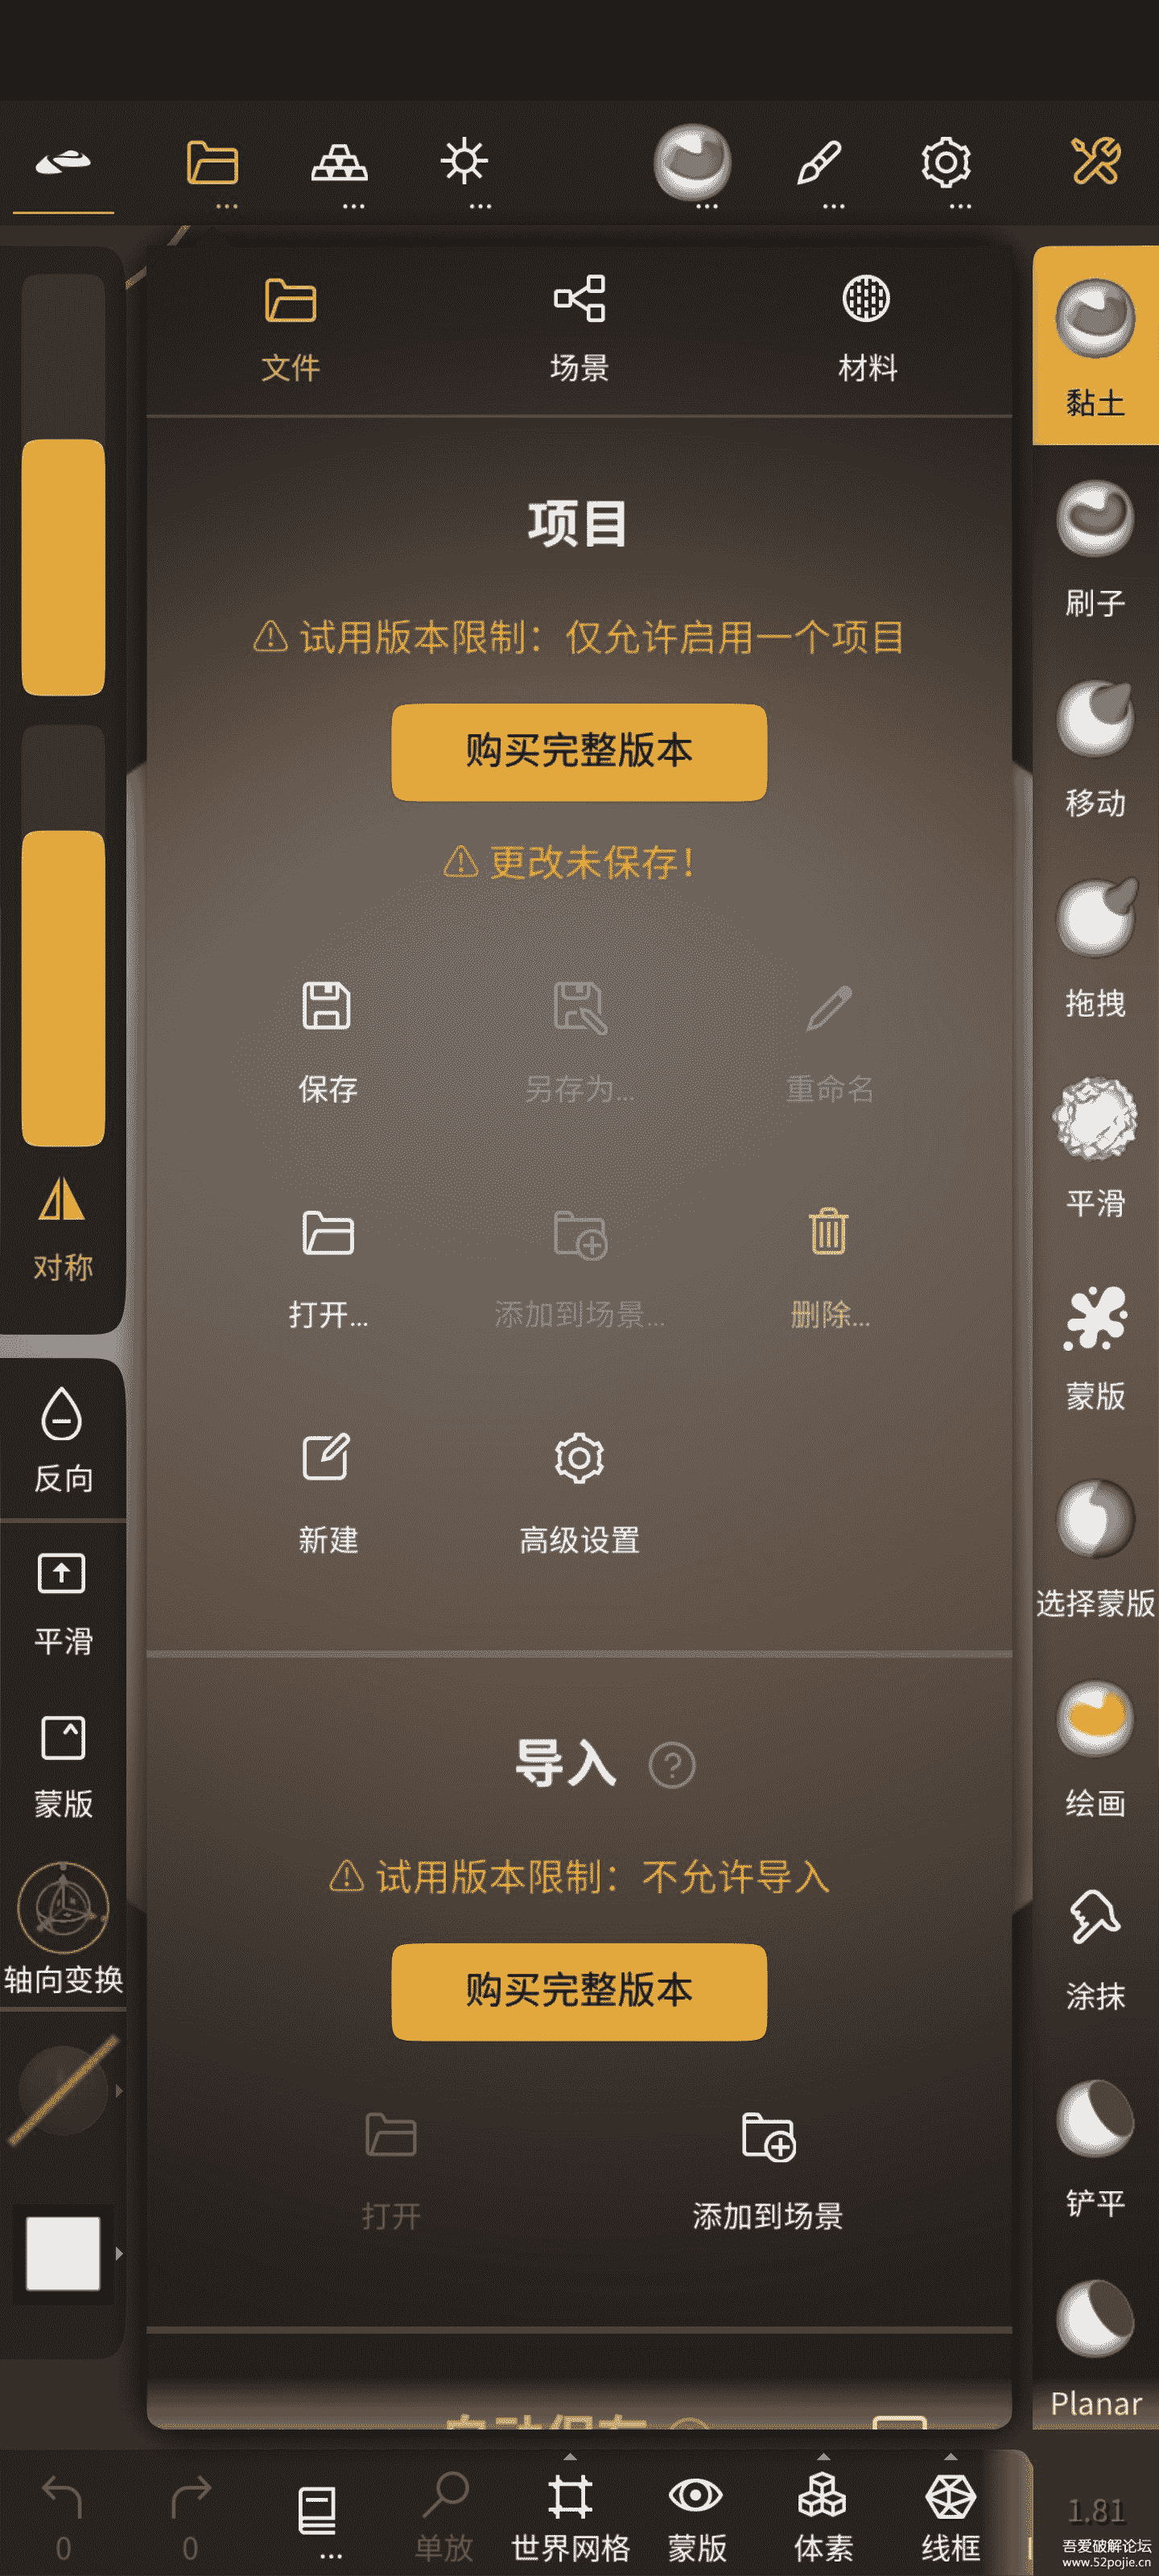 ...
...
...
...
...
...
文件
场景
材料
项目
试用版本限制：仅允许启用一个项目
购买完整版本
更改未保存！
保存
另存为...
重命名
打开...
添加到场景...
删除...
新建
高级设置
导入 ?
试用版本限制：不允许导入
购买完整版本
打开
添加到场景
自动保存
对称
反向
平滑
蒙版
轴向变换
黏土
刷子
移动
拖拽
平滑
蒙版
选择蒙版
绘画
涂抹
铲平
Planar
0
0
...
单放
世界网格
蒙版
体素
线框
1.81
吾爱破解论坛
www.52pojie.cn